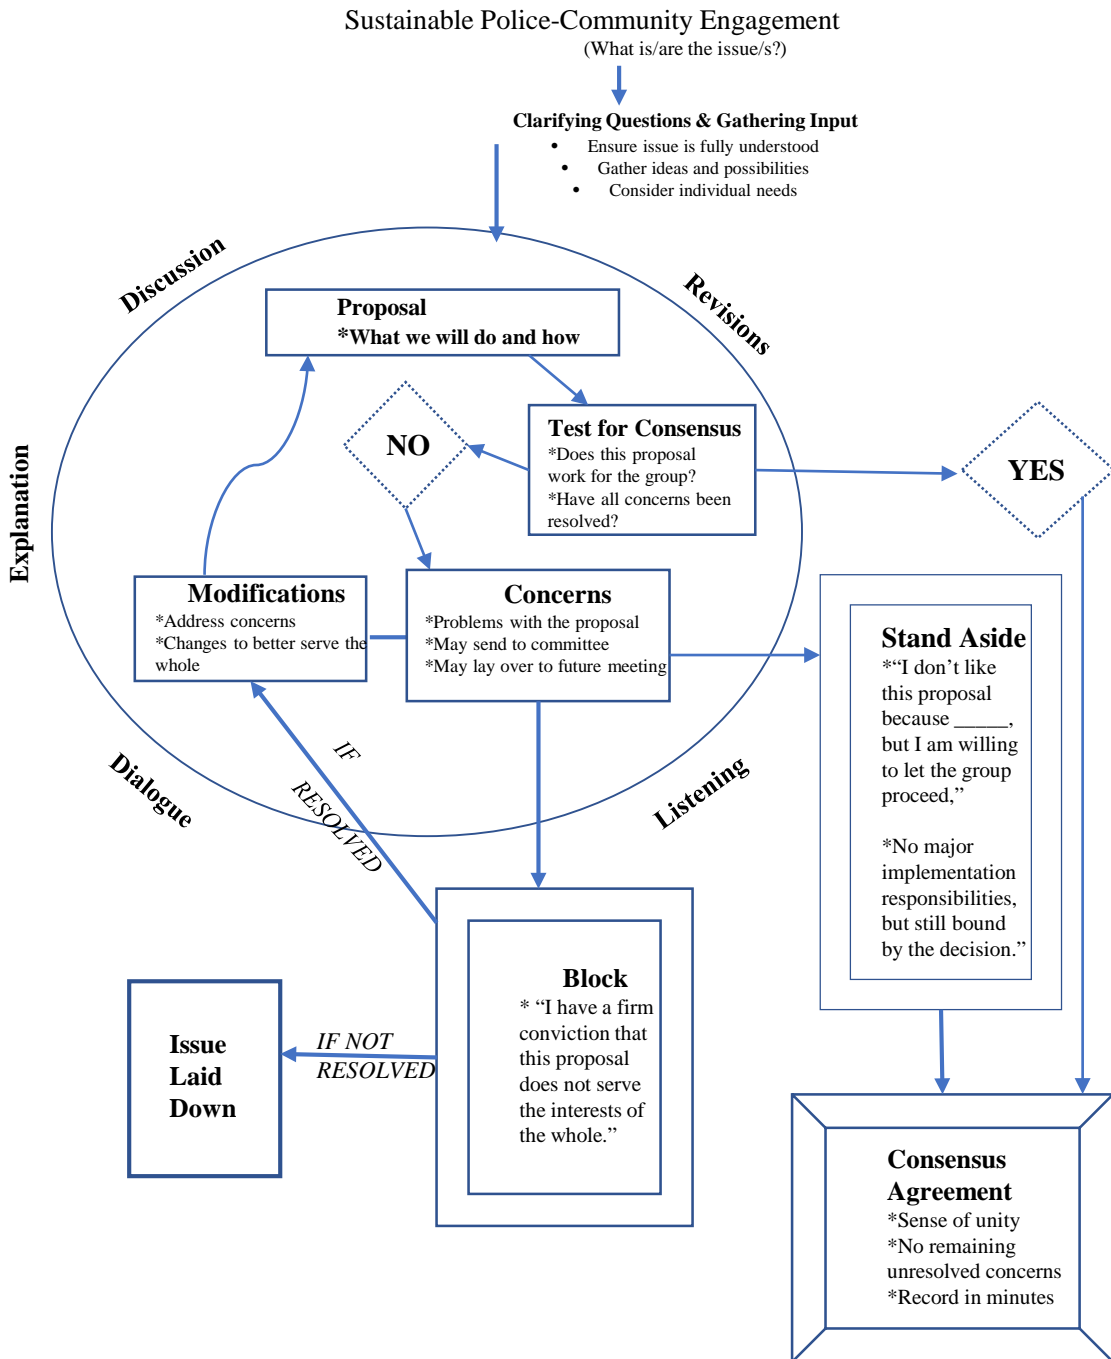 Sustainable Police-Community Engagement
(What is/are the issue/s?)
Clarifying Questions & Gathering Input
• Ensure issue is fully understood
• Gather ideas and possibilities
• Consider individual needs
Discussion
Revisions
Explanation
Dialogue
Listening
Proposal
*What we will do and how
Test for Consensus
*Does this proposal
work for the group?
*Have all concerns been
resolved?
NO
YES
Modifications
*Address concerns
*Changes to better serve the
whole
Concerns
*Problems with the proposal
*May send to committee
*May lay over to future meeting
Stand Aside
*“I don’t like
this proposal
because _____,
but I am willing
to let the group
proceed,”
*No major
implementation
responsibilities,
but still bound
by the decision.”
IF
RESOLVED
Block
* “I have a firm
conviction that
this proposal
does not serve
the interests of
the whole.”
IF NOT
RESOLVED
Issue
Laid
Down
Consensus
Agreement
*Sense of unity
*No remaining
unresolved concerns
*Record in minutes